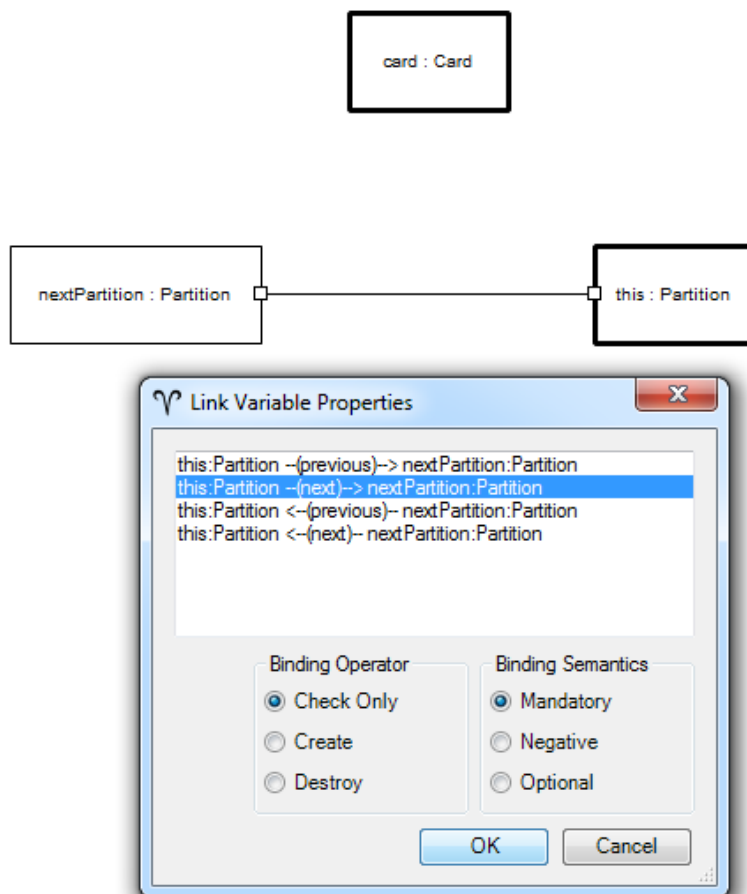 card : Card
nextPartition : Partition
this : Partition
Link Variable Properties
this:Partition --(previous)--> nextPartition:Partition
this:Partition --(next)--> nextPartition:Partition
this:Partition <--(previous)-- nextPartition:Partition
this:Partition <--(next)-- nextPartition:Partition
Binding Operator
Check Only
Create
Destroy
Binding Semantics
Mandatory
Negative
Optional
OK
Cancel